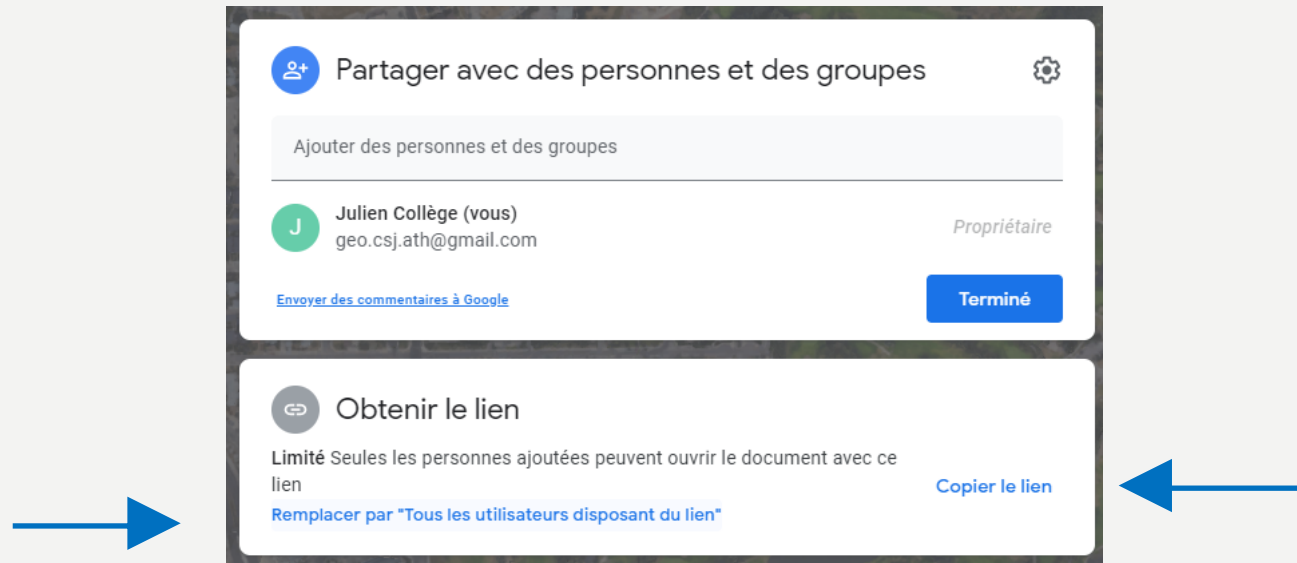 Partager avec des personnes et des groupes
Ajouter des personnes et des groupes
J
Julien Collège (vous)
geo.csj.ath@gmail.com
Propriétaire
Envoyer des commentaires à Google
Terminé
Obtenir le lien
Limité Seules les personnes ajoutées peuvent ouvrir le document avec ce
lien
Copier le lien
Remplacer par "Tous les utilisateurs disposant du lien"